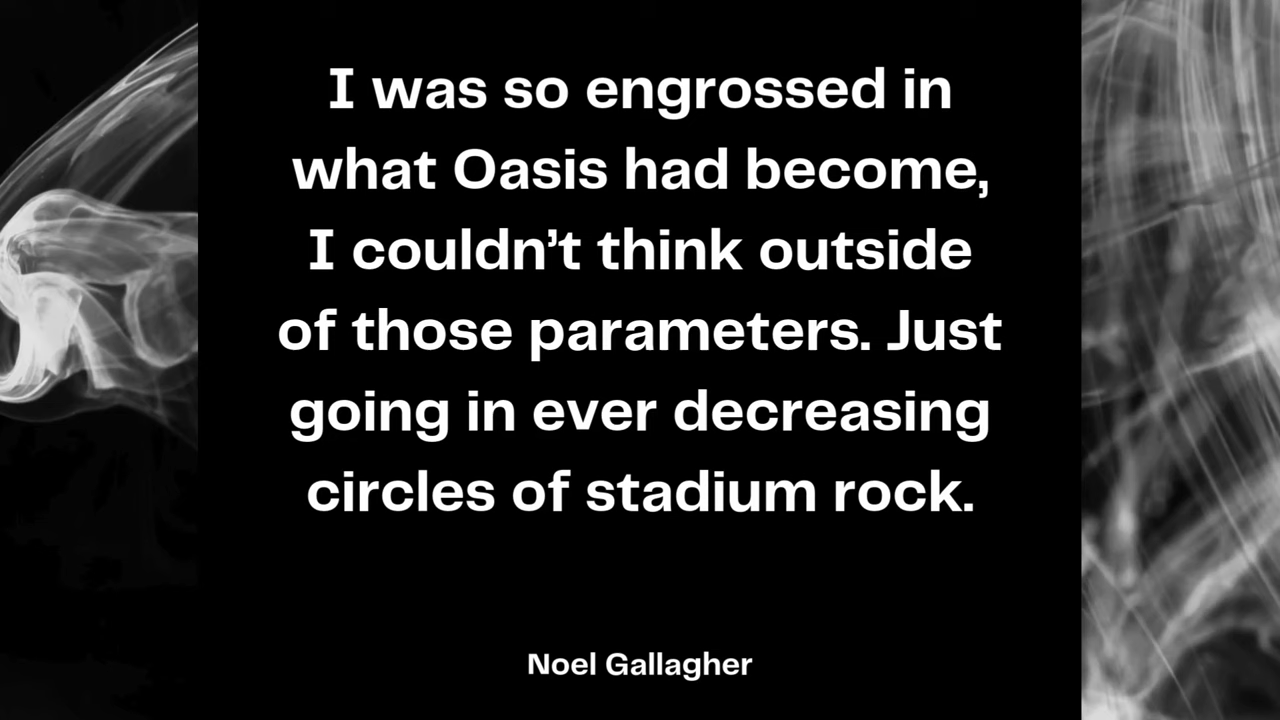 I was so engrossed in
what Oasis had become,
I couldn’t think outside
of those parameters. Just
going in ever decreasing
circles of stadium rock.
Noel Gallagher